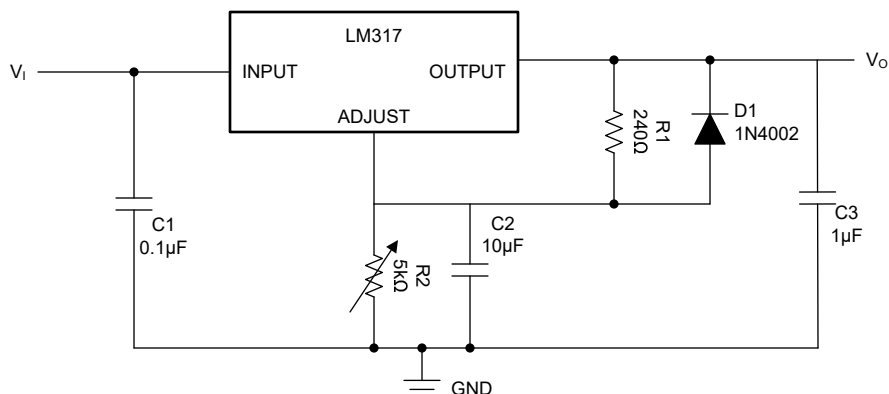 LM317
V_I
INPUT
OUTPUT
V_O
ADJUST
R1
240Ω
D1
1N4002
C1
0.1µF
R2
5kΩ
C2
10µF
C3
1µF
GND